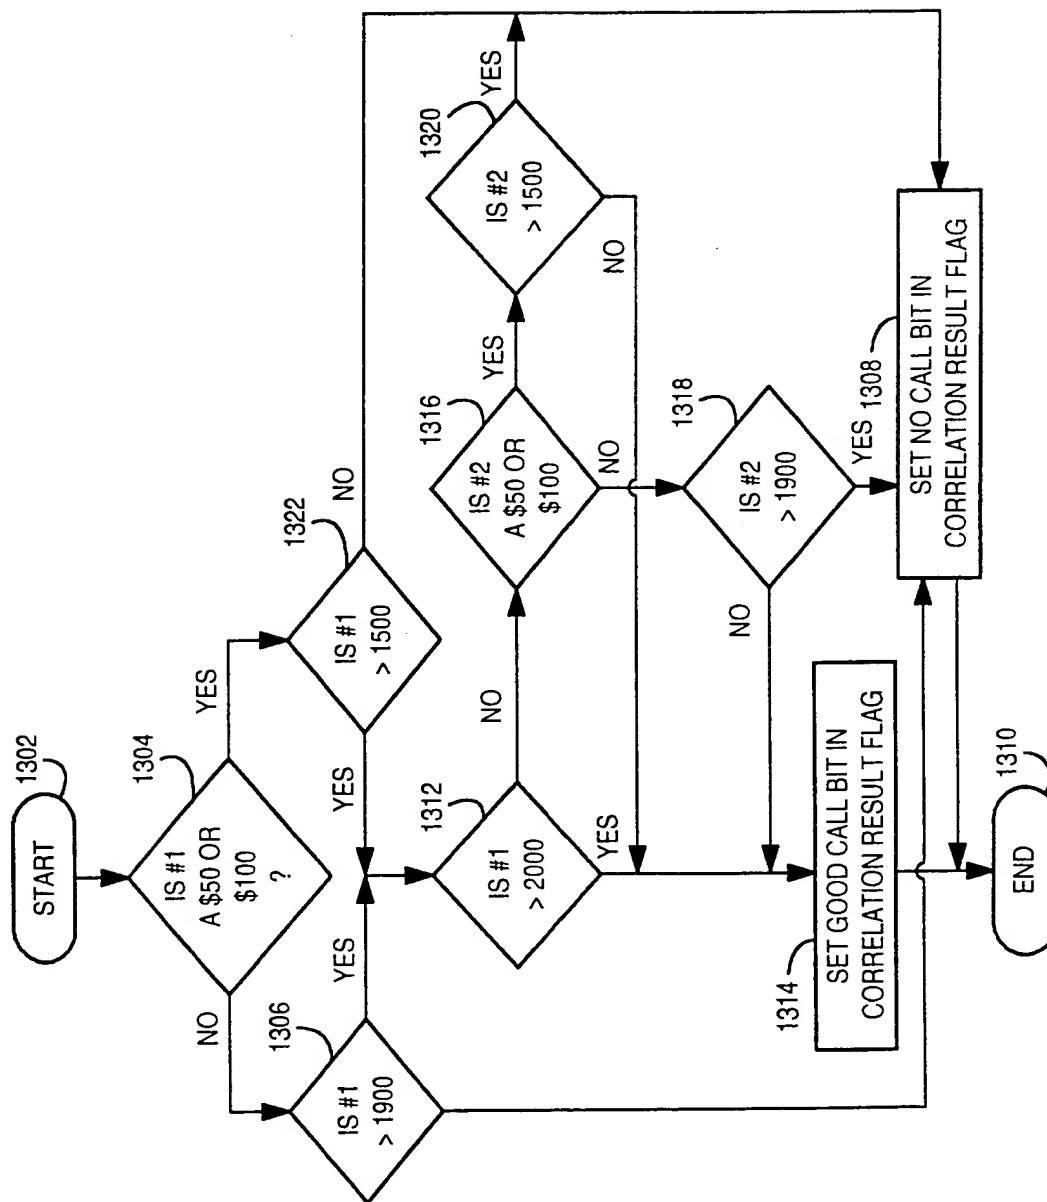 START
1302
IS #1
A $50 OR
$100
?
1304
NO
YES
IS #1
> 1900
1306
YES
IS #1
> 1500
1322
YES
NO
IS #1
> 2000
1312
NO
YES
IS #2
A $50 OR
$100
1316
YES
NO
IS #2
> 1500
1320
YES
NO
IS #2
> 1900
1318
NO
YES
SET GOOD CALL BIT IN
CORRELATION RESULT FLAG
1314
SET NO CALL BIT IN
CORRELATION RESULT FLAG
1308
END
1310